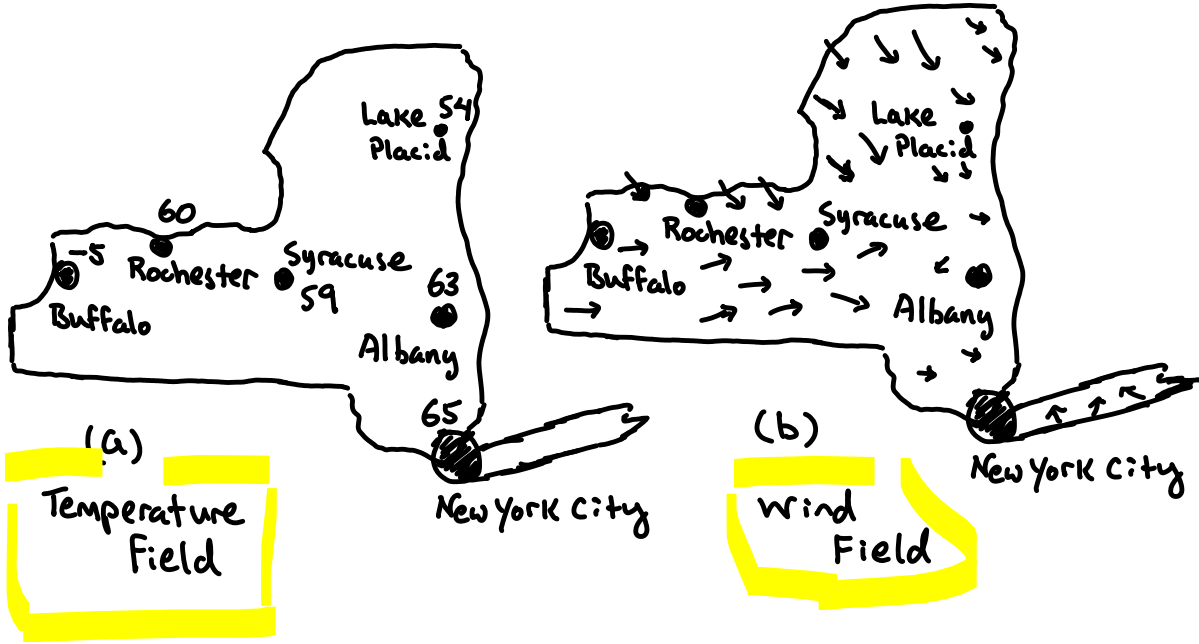 Lake 54
Placid
60
-5
Rochester
Syracuse
59
Buffalo
63
Albany
65
New York City
(a)
Temperature
Field
Lake
Placid
Syracuse
Rochester
Buffalo
Albany
New York City
(b)
Wind
Field